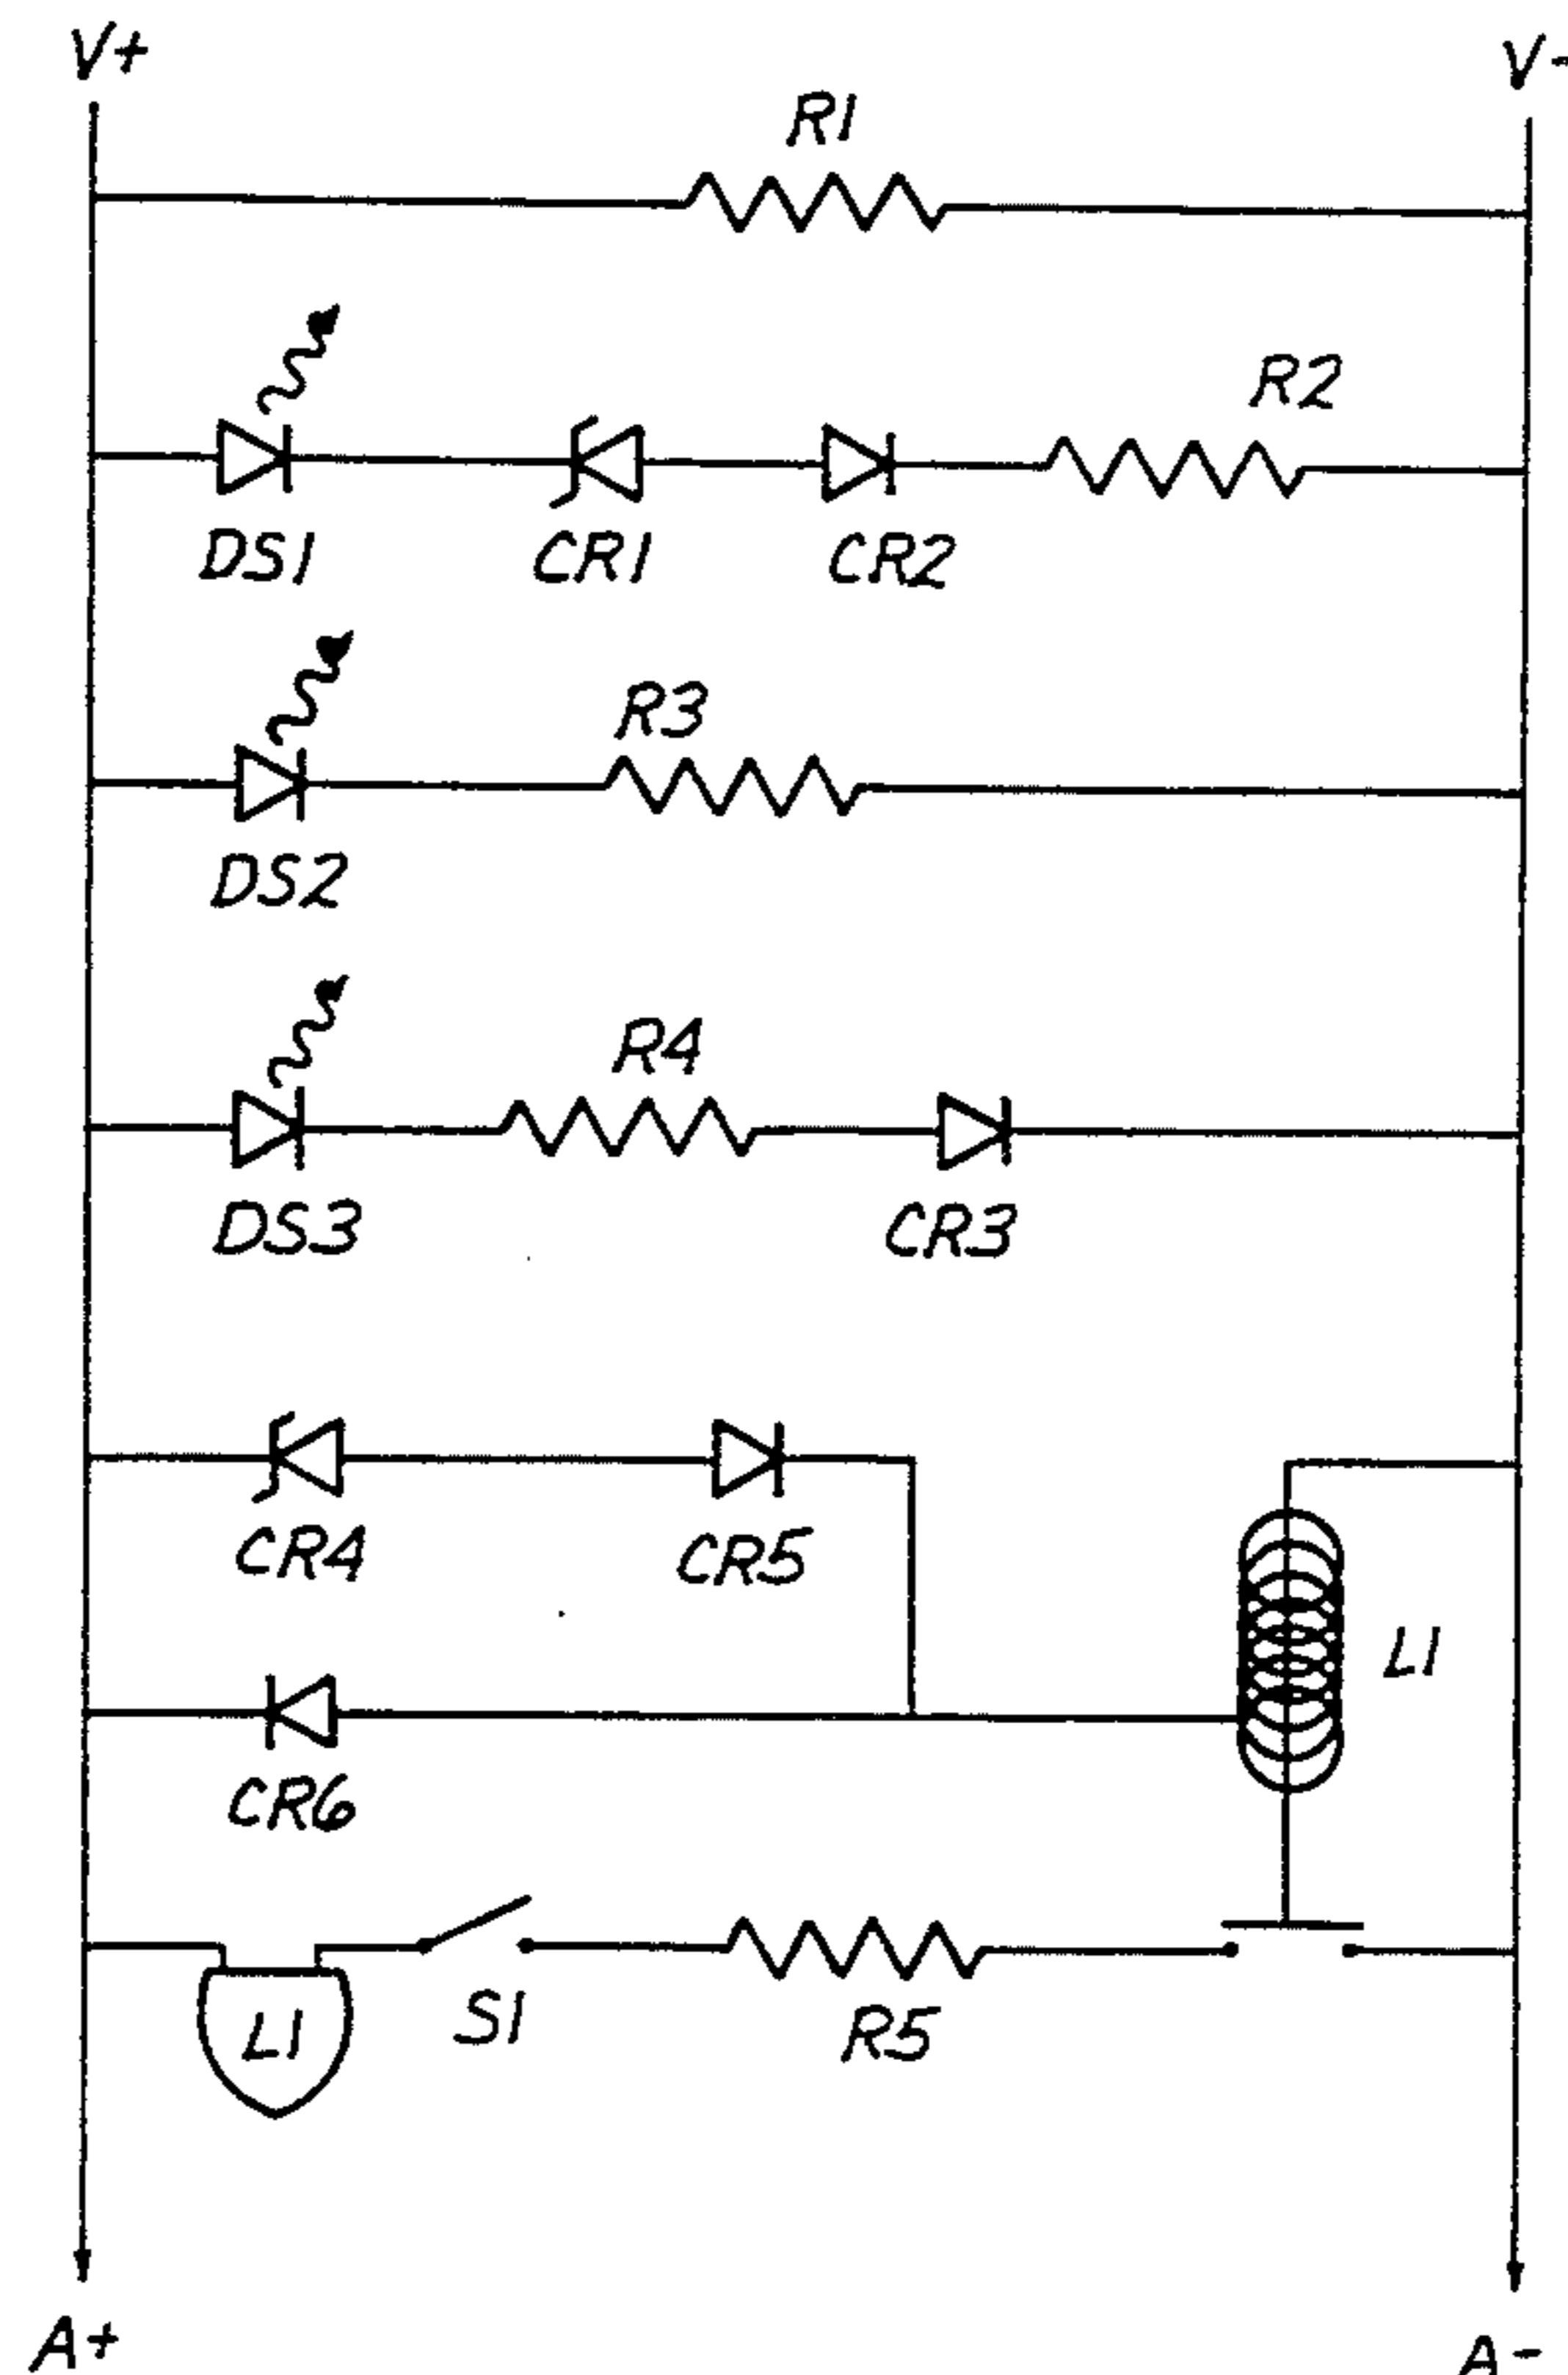 V+
V-
R1
R2
DS1
CR1
CR2
R3
DS2
R4
DS3
CR3
CR4
CR5
L1
CR6
L1
S1
R5
A+
A-